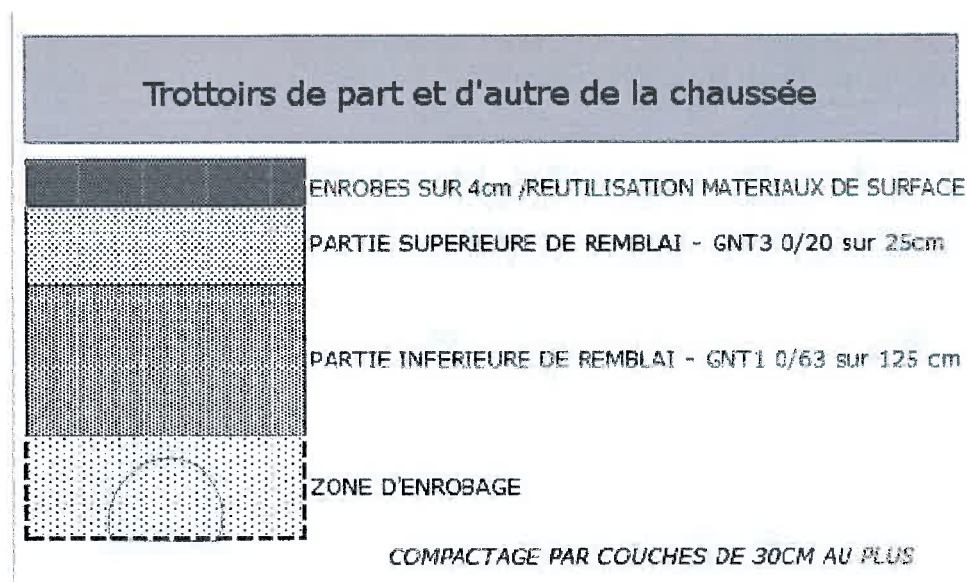 Trottoirs de part et d'autre de la chaussée
ENROBES SUR 4cm /REUTILISATION MATERIAUX DE SURFACE
PARTIE SUPERIEURE DE REMBLAI - GNT3 0/20 sur 25cm
PARTIE INFERIEURE DE REMBLAI - GNT1 0/63 sur 125 cm
ZONE D'ENROBAGE
COMPACTAGE PAR COUCHES DE 30CM AU PLUS